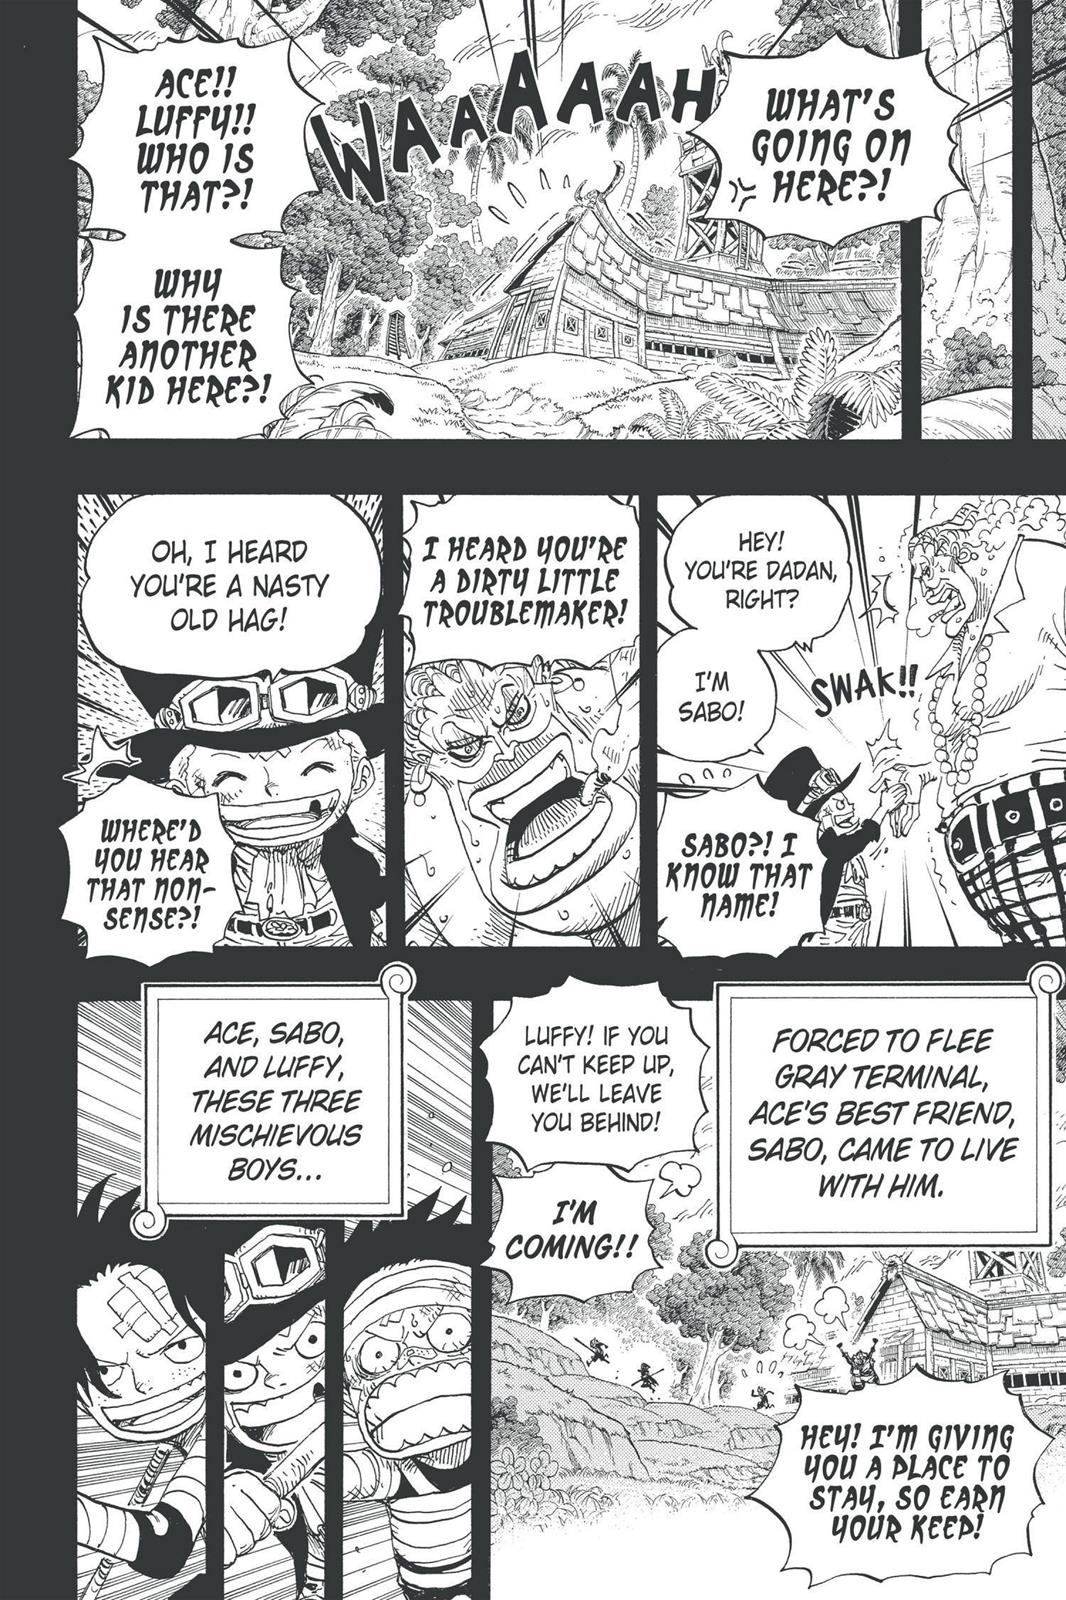 WHAT'S
GOING ON
HERE?!
WAAAAAAH
ACE!!
LUFFY!!
WHO IS
THAT?!
WHY
IS THERE
ANOTHER
KID HERE?!
HEY!
YOU'RE DADAN,
RIGHT?
I'M
SABO!
SWAK!!
SABO?! I
KNOW THAT
NAME!
I HEARD YOU'RE
A DIRTY LITTLE
TROUBLEMAKER!
OH, I HEARD
YOU'RE A NASTY
OLD HAG!
WHERE'D
YOU HEAR
THAT NON-
SENSE?!
FORCED TO FLEE
GRAY TERMINAL,
ACE'S BEST FRIEND,
SABO, CAME TO LIVE
WITH HIM.
LUFFY! IF YOU
CAN'T KEEP UP,
WE'LL LEAVE
YOU BEHIND!
I'M
COMING!!
HEY! I'M GIVING
YOU A PLACE TO
STAY, SO EARN
YOUR KEEP!
ACE, SABO,
AND LUFFY,
THESE THREE
MISCHIEVOUS
BOYS...